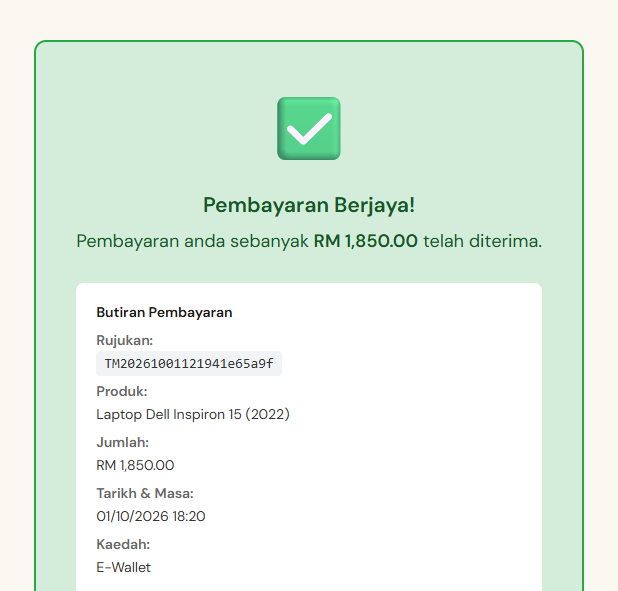 Pembayaran Berjaya!
Pembayaran anda sebanyak RM 1,850.00 telah diterima.
Butiran Pembayaran
Rujukan:
TM20261001121941e65a9f
Produk:
Laptop Dell Inspiron 15 (2022)
Jumlah:
RM 1,850.00
Tarikh & Masa:
01/10/2026 18:20
Kaedah:
E-Wallet